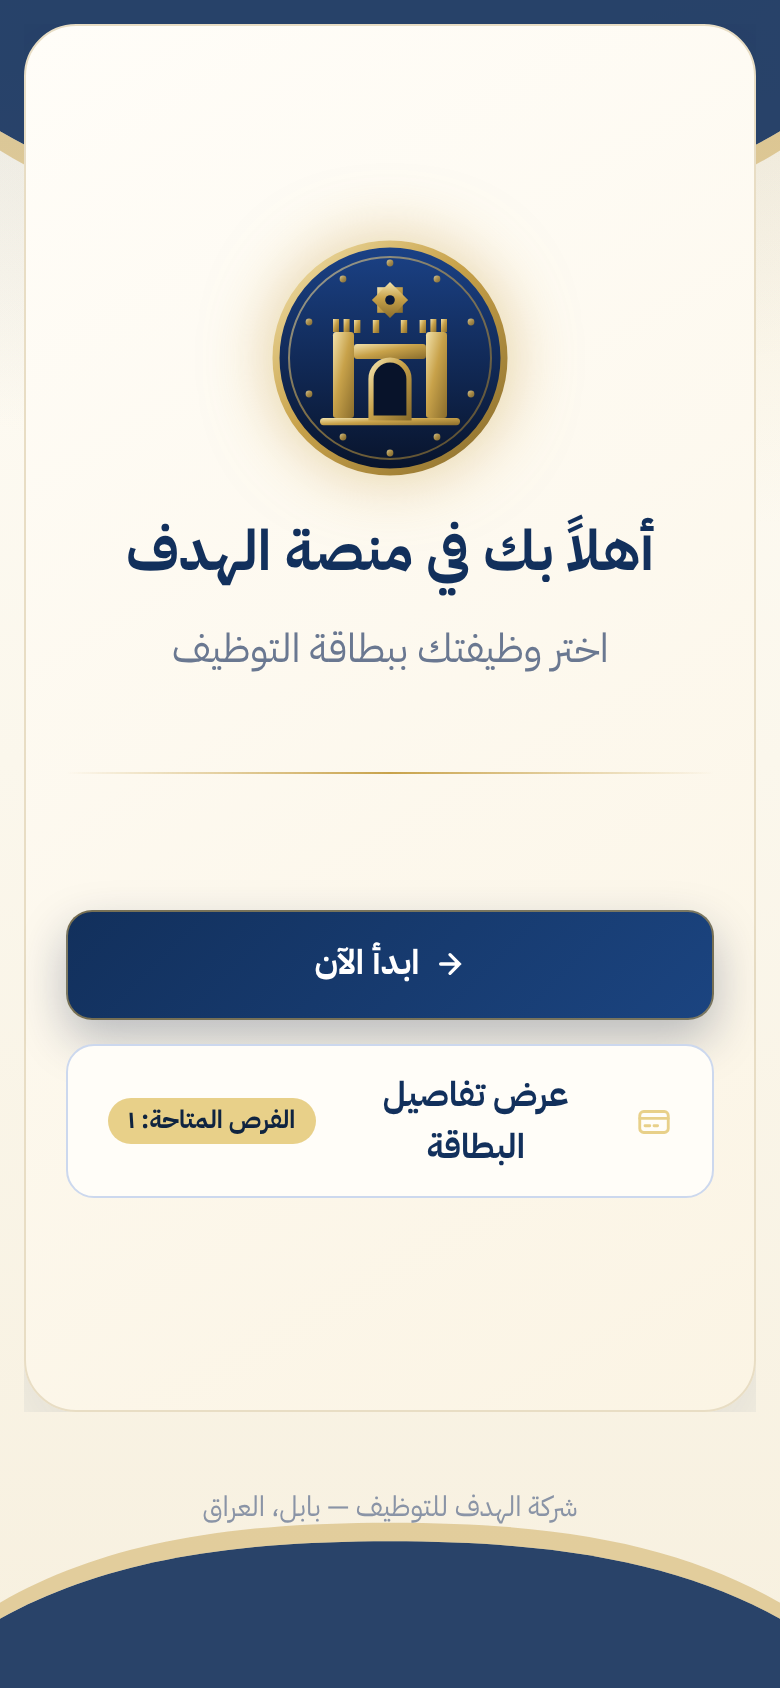 أهلاً بك في منصة الهدف
اختر وظيفتك ببطاقة التوظيف
ابدأ الآن
عرض تفاصيل
البطاقة
الفرص المتاحة: ١
شركة الهدف للتوظيف — بابل، العراق